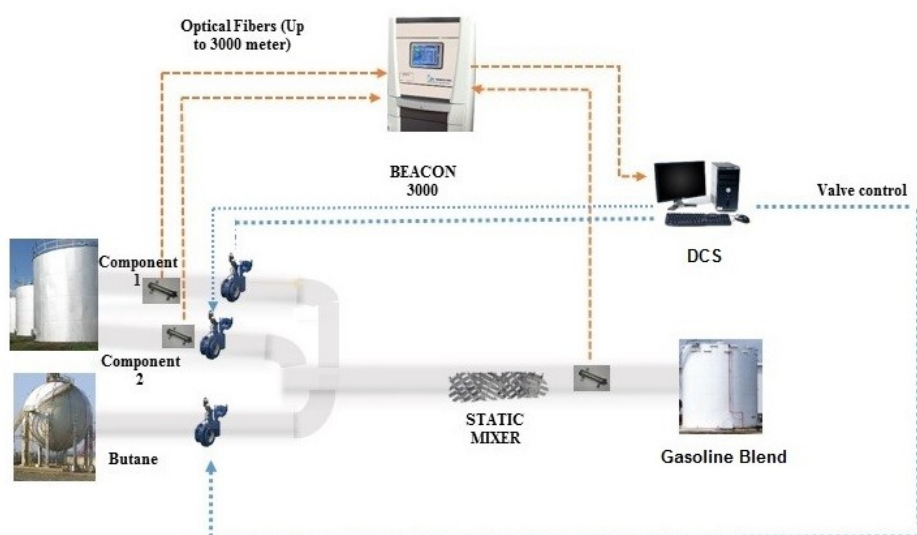 Optical Fibers (Up
to 3000 meter)
BEACON
3000
Valve control
DCS
Component
1
Component
2
STATIC
MIXER
Butane
Gasoline Blend